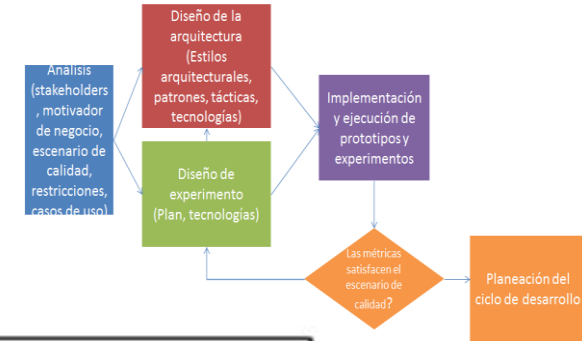 Análisis
(stakeholders
, motivador
de negocio,
escenario de
calidad,
restricciones,
casos de uso)
Diseño de la
arquitectura
(Estilos
arquitecturales,
patrones, tácticas,
tecnologías)
Diseño de
experimento
(Plan, tecnologías)
Implementación
y ejecución de
prototipos y
experimentos
Las métricas
satisfacen el
escenario de
calidad?
Planeación del
ciclo de desarrollo